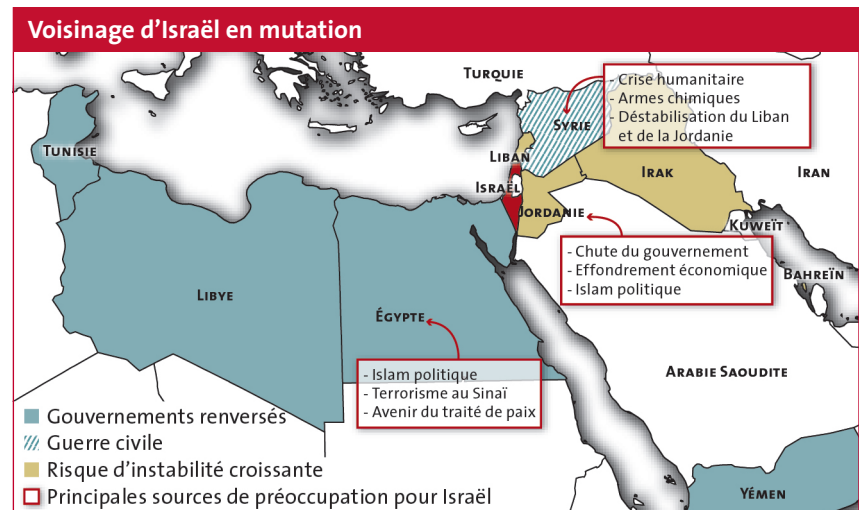 Voisinage d’Israël en mutation
TURQUIE
- Crise humanitaire
- Armes chimiques
- Déstabilisation du Liban
et de la Jordanie
SYRIE
TUNISIE
LIBAN
IRAK
IRAN
ISRAËL
JORDANIE
KUWEÏT
- Chute du gouvernement
- Effondrement économique
- Islam politique
BAHREÏN
LIBYE
ÉGYPTE
ARABIE SAOUDITE
- Islam politique
- Terrorisme au Sinaï
- Avenir du traité de paix
Gouvernements renversés
Guerre civile
Risque d’instabilité croissante
Principales sources de préoccupation pour Israël
YÉMEN